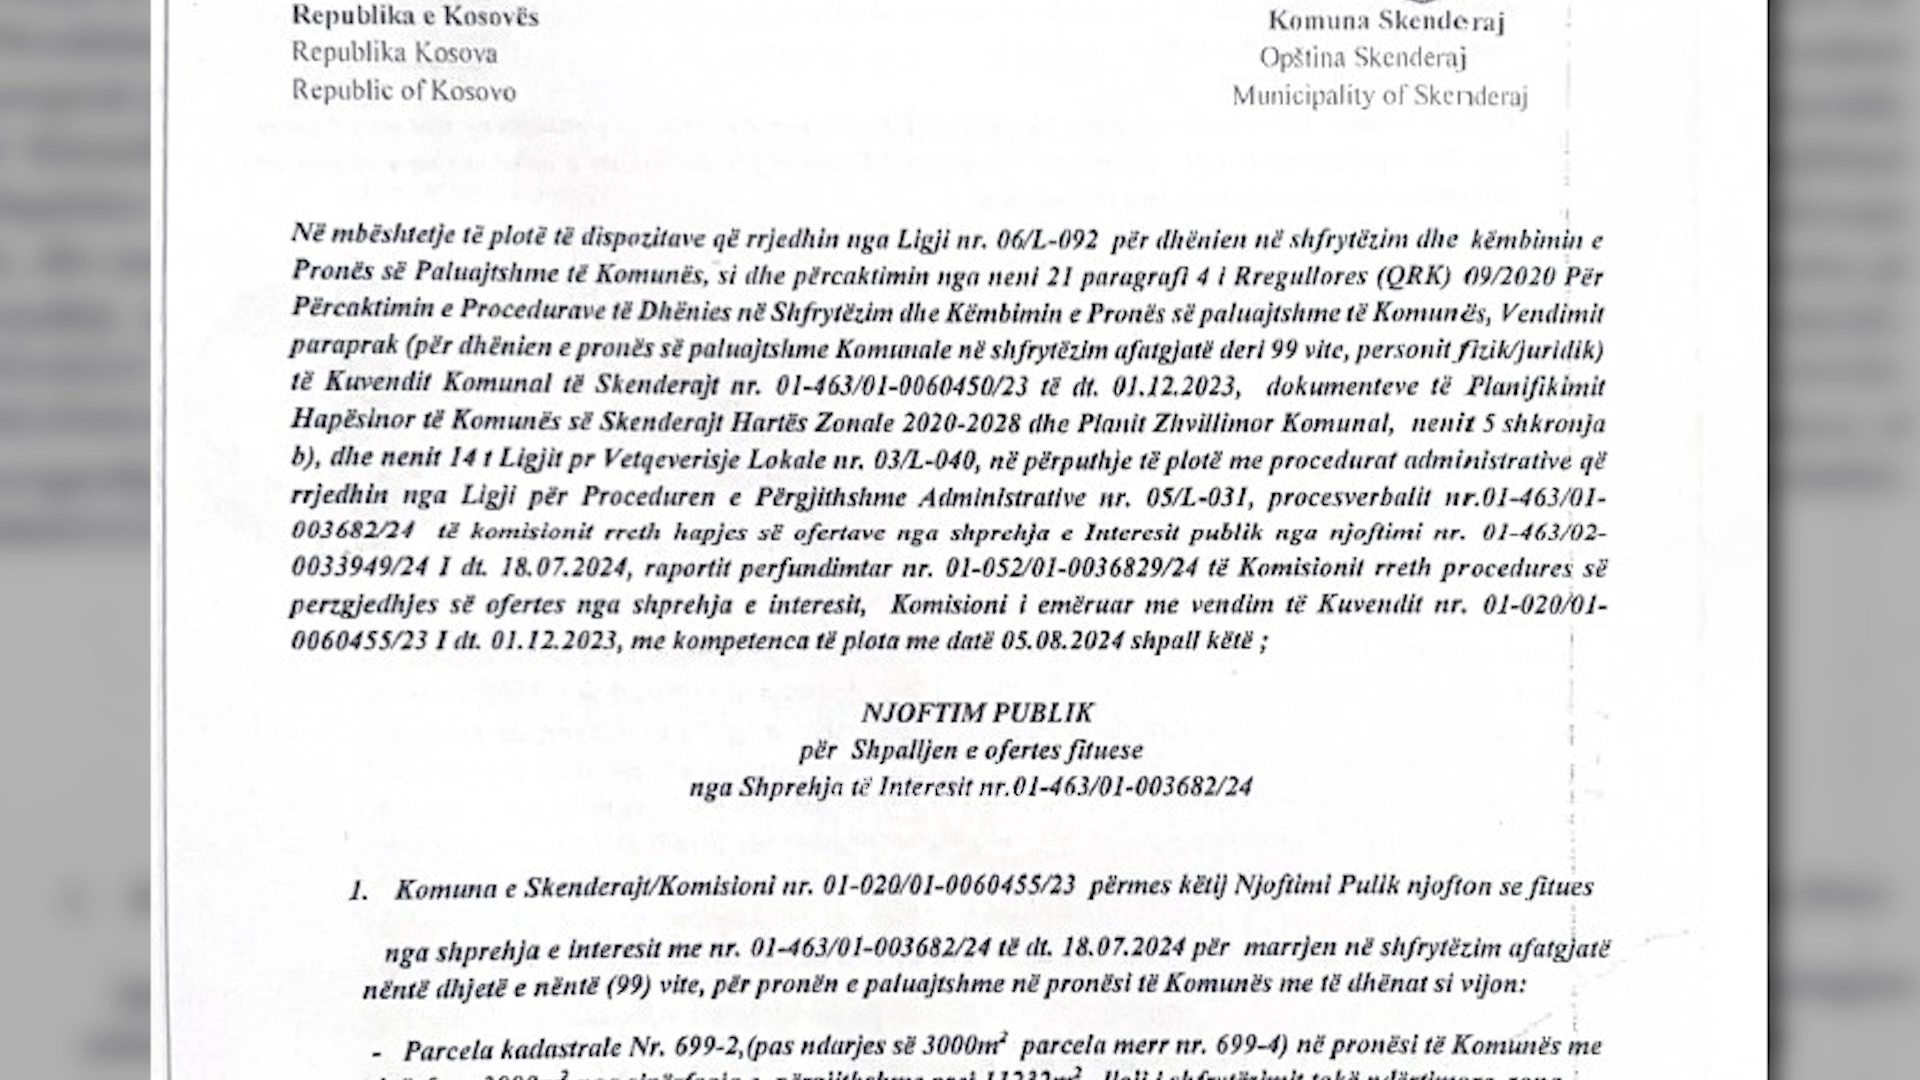 Republika e Kosovës
Republika Kosova
Republic of Kosovo
Komuna Skenderaj
Opština Skenderaj
Municipality of Skenderaj
Në mbështetje të plotë të dispozitave që rrjedhin nga Ligji nr. 06/L-092 për dhënien në shfrytëzim dhe këmbimin e
Pronës së Paluajtshme të Komunës, si dhe përcaktimin nga neni 21 paragrafi 4 i Rregullores (QRK) 09/2020 Për
Përcaktimin e Procedurave të Dhënies në Shfrytëzim dhe Këmbimin e Pronës së paluajtshme të Komunës, Vendimit
paraprak (për dhënien e pronës së paluajtshme Komunale në shfrytëzim afatgjatë deri 99 vite, personit fizik/juridik)
të Kuvendit Komunal të Skenderajt nr. 01-463/01-0060450/23 të dt. 01.12.2023, dokumenteve të Planifikimit
Hapësinor të Komunës së Skenderajt Hartës Zonale 2020-2028 dhe Planit Zhvillimor Komunal, nenit 5 shkronja
b), dhe nenit 14 t Ligjit pr Vetqeverisje Lokale nr. 03/L-040, në përputhje të plotë me procedurat administrative që
rrjedhin nga Ligji për Proceduren e Përgjithshme Administrative nr. 05/L-031, procesverbalit nr.01-463/01-
003682/24 të komisionit rreth hapjes së ofertave nga shprehja e Interesit publik nga njoftimi nr. 01-463/02-
0033949/24 I dt. 18.07.2024, raportit perfundimtar nr. 01-052/01-0036829/24 të Komisionit rreth procedures së
perzgjedhjes së ofertes nga shprehja e interesit, Komisioni i emëruar me vendim të Kuvendit nr. 01-020/01-
0060455/23 I dt. 01.12.2023, me kompetenca të plota me datë 05.08.2024 shpall këtë ;
NJOFTIM PUBLIK
për Shpalljen e ofertes fituese
nga Shprehja të Interesit nr.01-463/01-003682/24
1. Komuna e Skenderajt/Komisioni nr. 01-020/01-0060455/23 përmes këtij Njoftimi Pulik njofton se fitues
nga shprehja e interesit me nr. 01-463/01-003682/24 të dt. 18.07.2024 për marrjen në shfrytëzim afatgjatë
nëntë dhjetë e nëntë (99) vite, për pronën e paluajtshme në pronësi të Komunës me të dhënat si vijon:
- Parcela kadastrale Nr. 699-2,(pas ndarjes së 3000m² parcela merr nr. 699-4) në pronësi të Komunës me